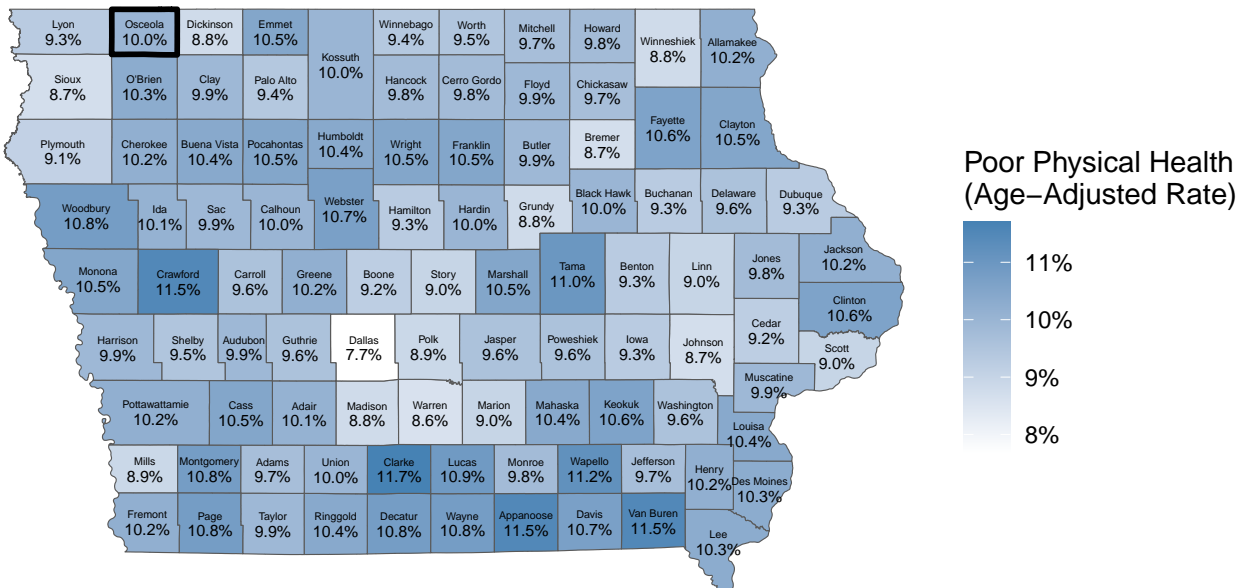 Lyon
9.3%
Osceola
10.0%
Dickinson
8.8%
Emmet
10.5%
Kossuth
10.0%
Winnebago
9.4%
Worth
9.5%
Mitchell
9.7%
Howard
9.8%
Winneshiek
8.8%
Allamakee
10.2%
Sioux
8.7%
O'Brien
10.3%
Clay
9.9%
Palo Alto
9.4%
Hancock
9.8%
Cerro Gordo
9.8%
Floyd
9.9%
Chickasaw
9.7%
Fayette
10.6%
Clayton
10.5%
Plymouth
9.1%
Cherokee
10.2%
Buena Vista
10.4%
Pocahontas
10.5%
Humboldt
10.4%
Wright
10.5%
Franklin
10.5%
Butler
9.9%
Bremer
8.7%
Woodbury
10.8%
Ida
10.1%
Sac
9.9%
Calhoun
10.0%
Webster
10.7%
Hamilton
9.3%
Hardin
10.0%
Grundy
8.8%
Black Hawk
10.0%
Buchanan
9.3%
Delaware
9.6%
Dubuque
9.3%
Monona
10.5%
Crawford
11.5%
Carroll
9.6%
Greene
10.2%
Boone
9.2%
Story
9.0%
Marshall
10.5%
Tama
11.0%
Benton
9.3%
Linn
9.0%
Jones
9.8%
Jackson
10.2%
Clinton
10.6%
Harrison
9.9%
Shelby
9.5%
Audubon
9.9%
Guthrie
9.6%
Dallas
7.7%
Polk
8.9%
Jasper
9.6%
Poweshiek
9.6%
Iowa
9.3%
Johnson
8.7%
Cedar
9.2%
Scott
9.0%
Muscatine
9.9%
Pottawattamie
10.2%
Cass
10.5%
Adair
10.1%
Madison
8.8%
Warren
8.6%
Marion
9.0%
Mahaska
10.4%
Keokuk
10.6%
Washington
9.6%
Louisa
10.4%
Mills
8.9%
Montgomery
10.8%
Adams
9.7%
Union
10.0%
Clarke
11.7%
Lucas
10.9%
Monroe
9.8%
Wapello
11.2%
Jefferson
9.7%
Henry
10.2%
Des Moines
10.3%
Fremont
10.2%
Page
10.8%
Taylor
9.9%
Ringgold
10.4%
Decatur
10.8%
Wayne
10.8%
Appanoose
11.5%
Davis
10.7%
Van Buren
11.5%
Lee
10.3%
Poor Physical Health
(Age−Adjusted Rate)
11%
10%
9%
8%